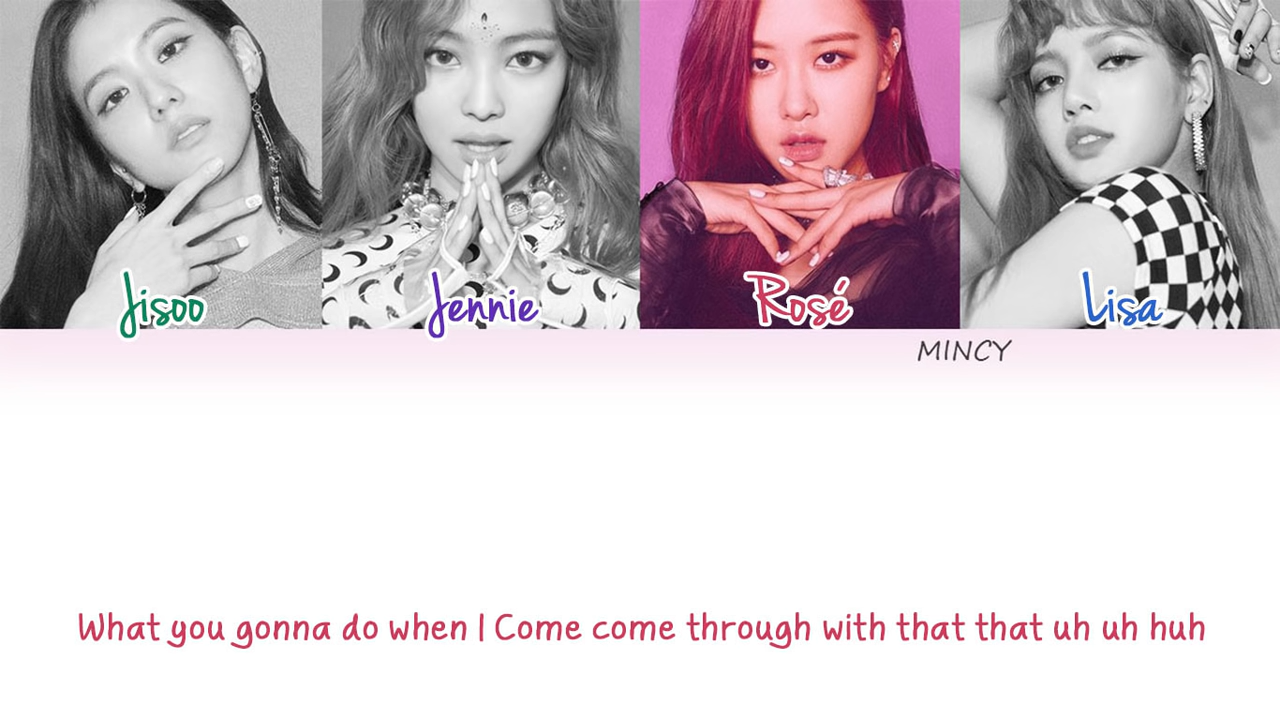 Jisoo Jennie Rosé Lisa
MINCY
What you gonna do when I Come come through with that that uh uh huh